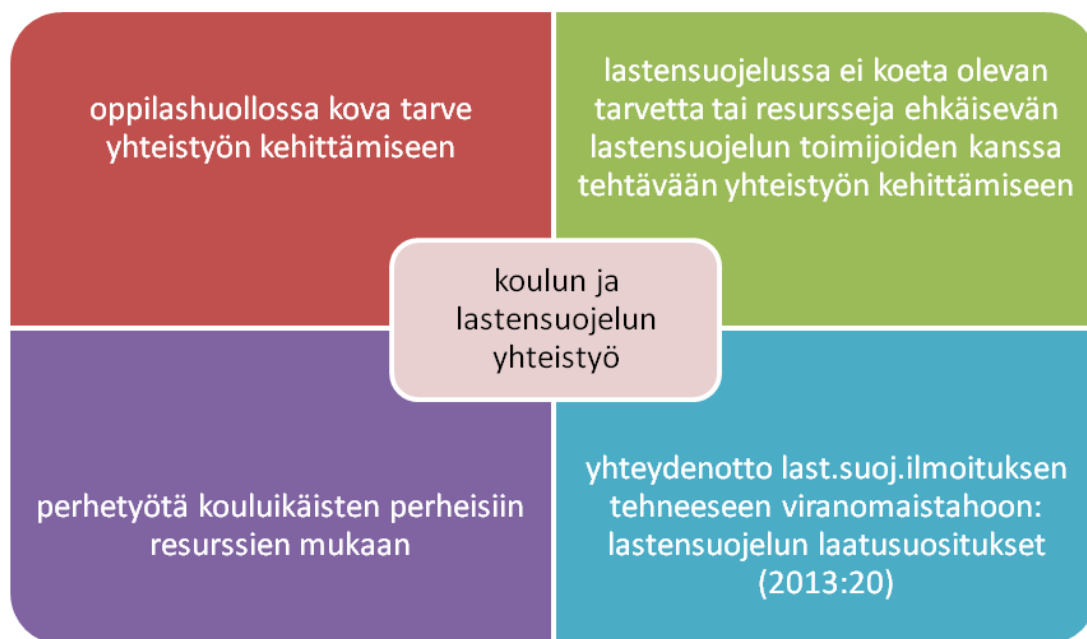 oppilashuollossa kova tarve
yhteistyön kehittämiseen
lastensuojelussa ei koeta olevan
tarvetta tai resursseja ehkäisevän
lastensuojelun toimijoiden kanssa
tehtävään yhteistyön kehittämiseen
koulun ja
lastensuojelun
yhteistyö
perhetyötä kouluikäisten perheisiin
resurssien mukaan
yhteydenotto last.suoj.ilmoituksen
tehneeseen viranomaistahoon:
lastensuojelun laatusuositukset
(2013:20)